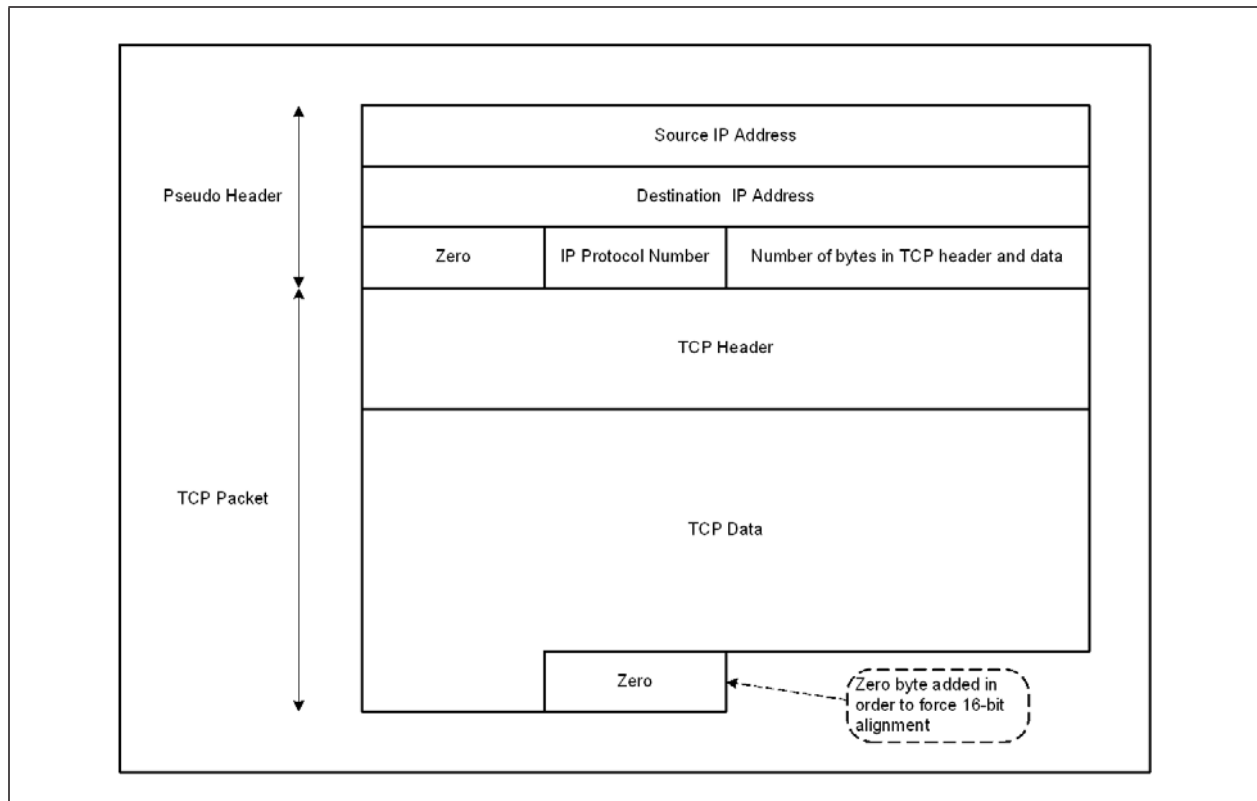 Source IP Address
Pseudo Header
Destination IP Address
Zero
IP Protocol Number
Number of bytes in TCP header and data
TCP Header
TCP Packet
TCP Data
Zero
Zero byte added in
order to force 16-bit
alignment